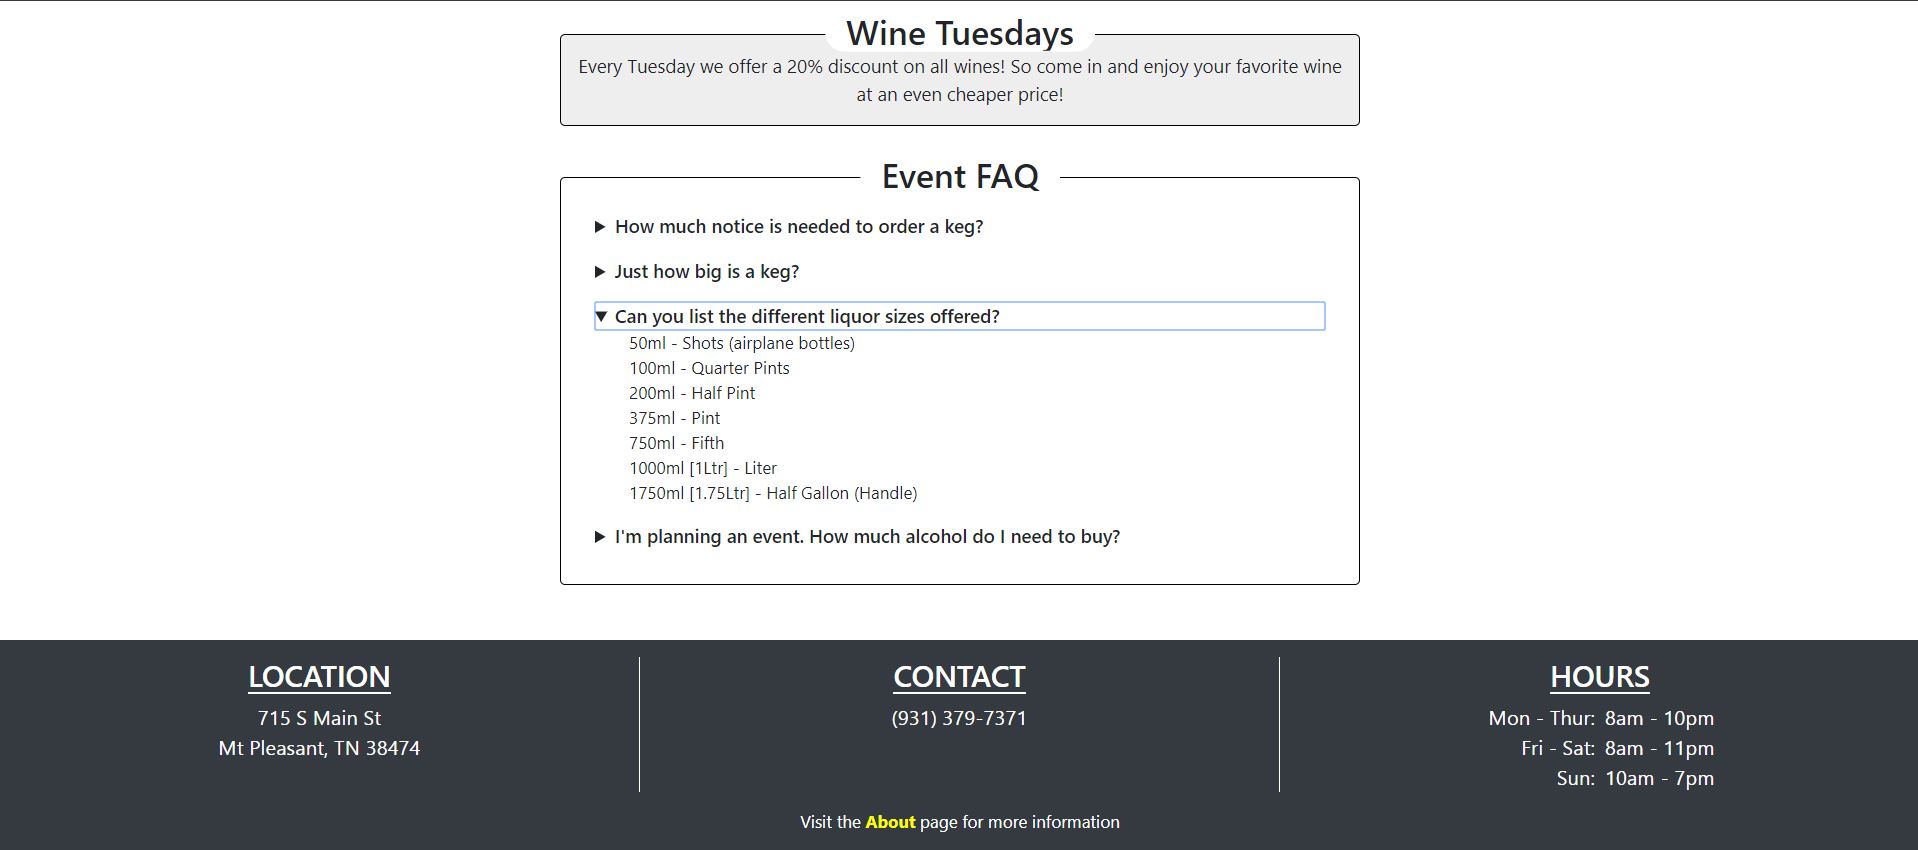 Wine Tuesdays
Every Tuesday we offer a 20% discount on all wines! So come in and enjoy your favorite wine
at an even cheaper price!
Event FAQ
How much notice is needed to order a keg?
Just how big is a keg?
Can you list the different liquor sizes offered?
50ml - Shots (airplane bottles)
100ml - Quarter Pints
200ml - Half Pint
375ml - Pint
750ml - Fifth
1000ml [1Ltr] - Liter
1750ml [1.75Ltr] - Half Gallon (Handle)
I'm planning an event. How much alcohol do I need to buy?
LOCATION
715 S Main St
Mt Pleasant, TN 38474
CONTACT
(931) 379-7371
HOURS
Mon - Thur: 8am - 10pm
Fri - Sat: 8am - 11pm
Sun: 10am - 7pm
Visit the About page for more information